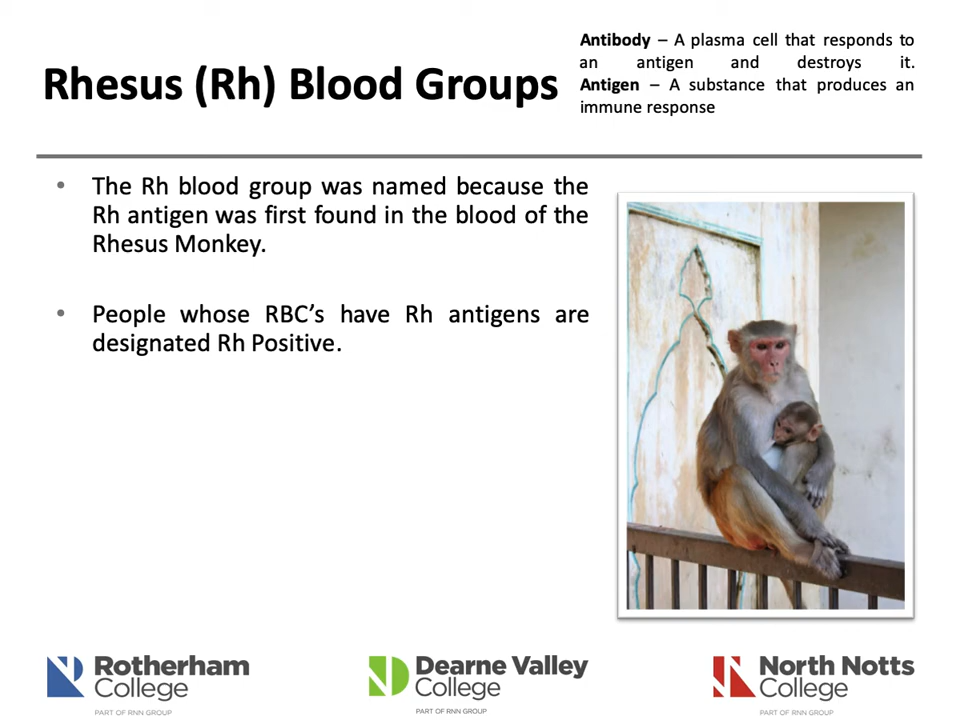 Rhesus (Rh) Blood Groups
Antibody – A plasma cell that responds to
an antigen and destroys it.
Antigen – A substance that produces an
immune response
• The Rh blood group was named because the
Rh antigen was first found in the blood of the
Rhesus Monkey.
• People whose RBC’s have Rh antigens are
designated Rh Positive.
Rotherham
College
PART OF RNN GROUP
Dearne Valley
College
PART OF RNN GROUP
North Notts
College
PART OF RNN GROUP